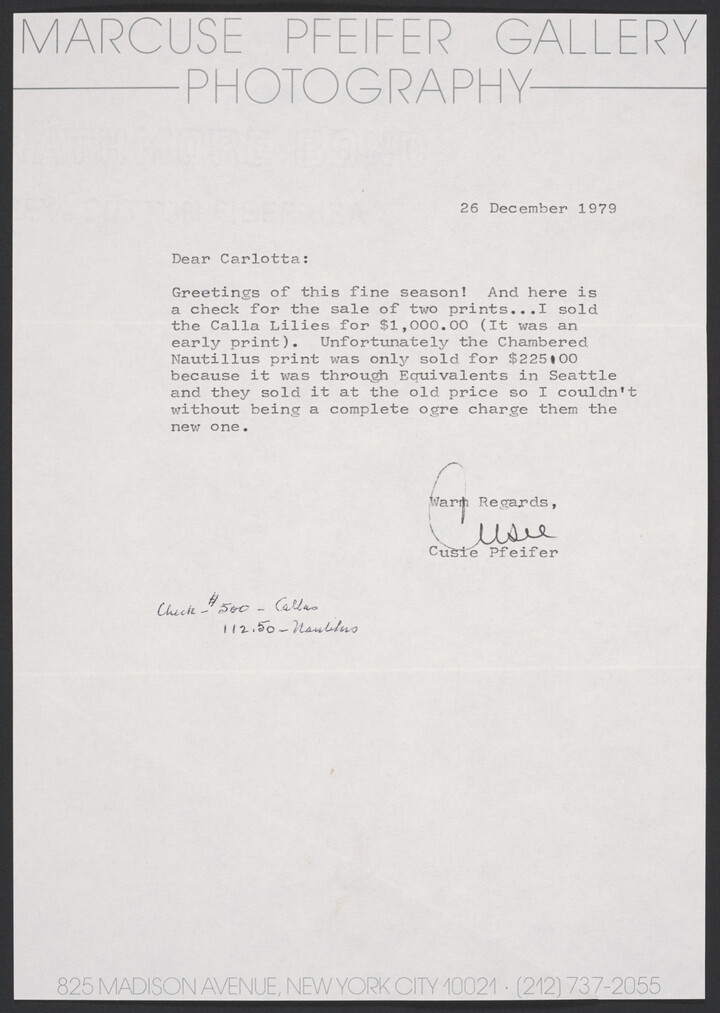 MARCUSE PFEIFER GALLERY
PHOTOGRAPHY
26 December 1979
Dear Carlotta:
Greetings of this fine season! And here is
a check for the sale of two prints...I sold
the Calla Lilies for $1,000.00 (It was an
early print). Unfortunately the Chambered
Nautillus print was only sold for $225.00
because it was through Equivalents in Seattle
and they sold it at the old price so I couldn't
without being a complete ogre charge them the
new one.
Warm Regards,
Cusie
Cusie Pfeifer
Check - $500 - Callas
112.50 - Nautilus
825 MADISON AVENUE, NEW YORK CITY 10021 · (212) 737-2055